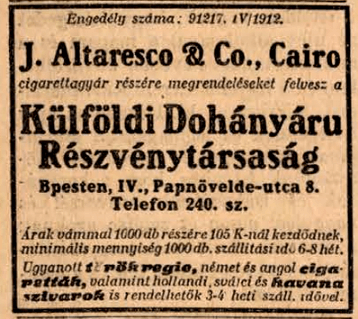 Engedély száma: 91217. IV/1912.
J. Altaresco & Co., Cairo
cigarettagyár részére megrendeléseket felvesz a
Külföldi Dohányáru
Részvénytársaság
Bpesten, IV., Papnövelde-utca 8.
Telefon 240. sz.
Árak vámmal 1000 db részére 105 K-nál kezdődnek,
minimális mennyiség 1000 db. szállítási idő 6-8 hét.
Ugyanott török regie, német és angol ciga-
retták, valamint hollandi, svájci és havana
szivarok is rendelhetők 3-4 heti száll. idővel.